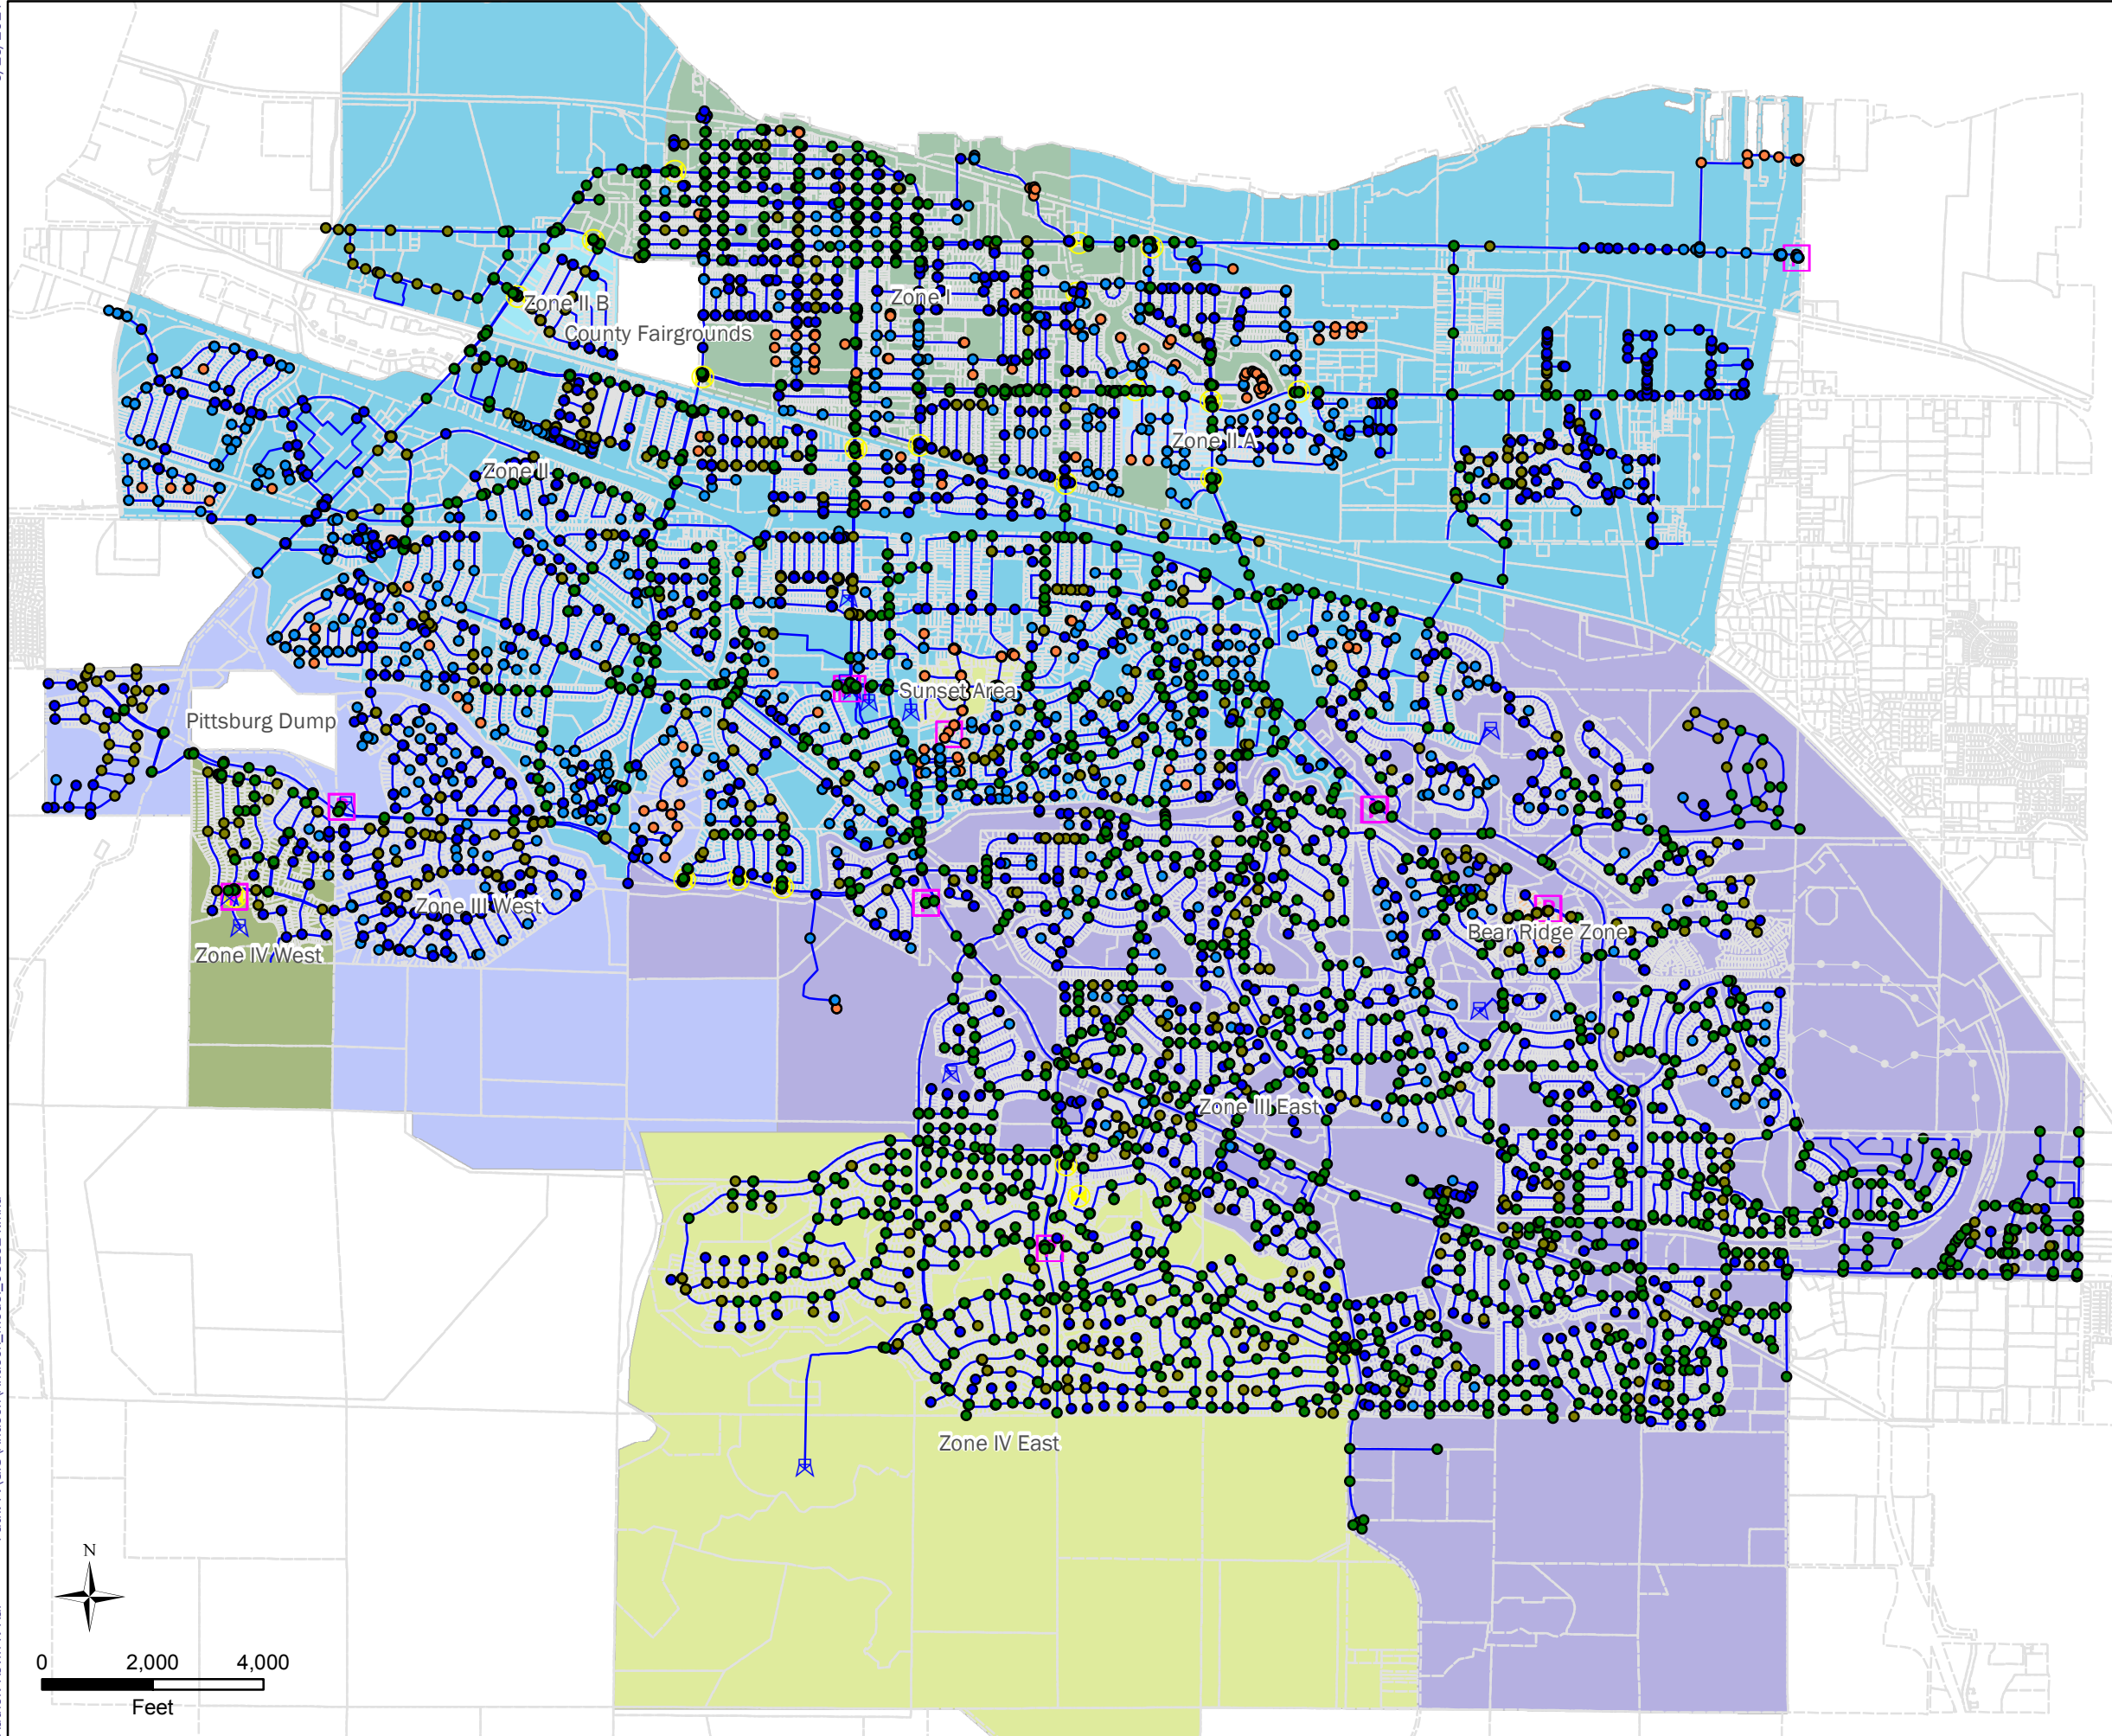 Zone I
Zone II B
County Fairgrounds
Zone II A
Zone II
Sunset Area
Pittsburg Dump
Zone III West
Bear Ridge Zone
Zone IV West
Zone III East
Zone IV East
N
0 2,000 4,000
Feet